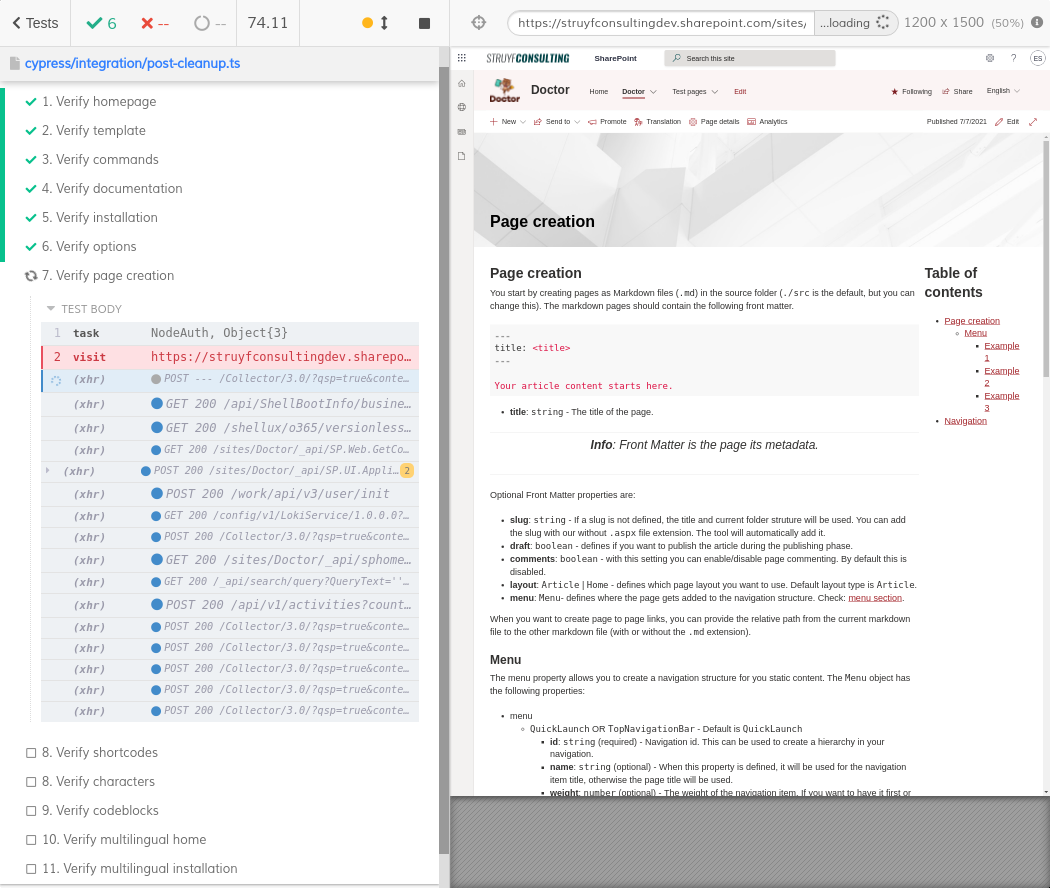 Tests
6
--
--
74.11
https://struyfconsultingdev.sharepoint.com/sites/
...loading
1200 x 1500 (50%)
cypress/integration/post-cleanup.ts
1. Verify homepage
2. Verify template
3. Verify commands
4. Verify documentation
5. Verify installation
6. Verify options
7. Verify page creation
TEST BODY
1 task NodeAuth, Object{3}
2 visit https://struyfconsultingdev.sharepo…
(xhr) POST --- /Collector/3.0/?qsp=true&conte…
(xhr) GET 200 /api/ShellBootInfo/busine…
(xhr) GET 200 /shellux/o365/versionless…
(xhr) GET 200 /sites/Doctor/_api/SP.Web.GetCo…
(xhr) POST 200 /sites/Doctor/_api/SP.UI.Appli… 2
(xhr) POST 200 /work/api/v3/user/init
(xhr) GET 200 /config/v1/LokiService/1.0.0.0?…
(xhr) POST 200 /Collector/3.0/?qsp=true&conte…
(xhr) GET 200 /sites/Doctor/_api/sphome…
(xhr) GET 200 /_api/search/query?QueryText=''…
(xhr) POST 200 /api/v1/activities?count…
(xhr) POST 200 /Collector/3.0/?qsp=true&conte…
(xhr) POST 200 /Collector/3.0/?qsp=true&conte…
(xhr) POST 200 /Collector/3.0/?qsp=true&conte…
(xhr) POST 200 /Collector/3.0/?qsp=true&conte…
(xhr) POST 200 /Collector/3.0/?qsp=true&conte…
8. Verify shortcodes
8. Verify characters
9. Verify codeblocks
10. Verify multilingual home
11. Verify multilingual installation
STRUYFCONSULTING
SharePoint
Search this site
?
ES
Doctor
Doctor
Home
Doctor
Test pages
Edit
Following
Share
English
New
Send to
Promote
Translation
Page details
Analytics
Published 7/7/2021
Edit
Page creation
Page creation
You start by creating pages as Markdown files (.md) in the source folder (./src is the default, but you can
change this). The markdown pages should contain the following front matter.
---
title: <title>
---
Your article content starts here.
title: string - The title of the page.
Info: Front Matter is the page its metadata.
Optional Front Matter properties are:
slug: string - If a slug is not defined, the title and current folder struture will be used. You can add
the slug with our without .aspx file extension. The tool will automatically add it.
draft: boolean - defines if you want to publish the article during the publishing phase.
comments: boolean - with this setting you can enable/disable page commenting. By default this is
disabled.
layout: Article | Home - defines which page layout you want to use. Default layout type is Article.
menu: Menu- defines where the page gets added to the navigation structure. Check: menu section.
When you want to create page to page links, you can provide the relative path from the current markdown
file to the other markdown file (with or without the .md extension).
Menu
The menu property allows you to create a navigation structure for you static content. The Menu object has
the following properties:
menu
QuickLaunch OR TopNavigationBar - Default is QuickLaunch
id: string (required) - Navigation id. This can be used to create a hierarchy in your
navigation.
name: string (optional) - When this property is defined, it will be used for the navigation
item title, otherwise the page title will be used.
weight: number (optional) - The weight of the navigation item. If you want to have it first or
Table of
contents
Page creation
Menu
Example
1
Example
2
Example
3
Navigation